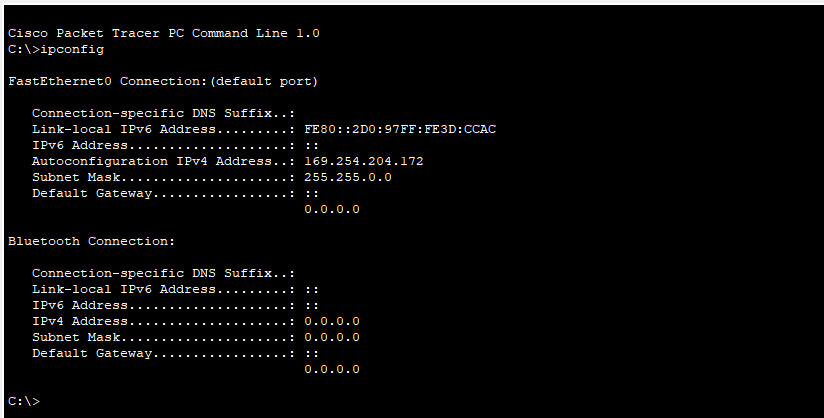 Cisco Packet Tracer PC Command Line 1.0
C:\>ipconfig
FastEthernet0 Connection:(default port)
Connection-specific DNS Suffix..:
Link-local IPv6 Address.........: FE80::2D0:97FF:FE3D:CCAC
IPv6 Address....................: ::
Autoconfiguration IPv4 Address..: 169.254.204.172
Subnet Mask.....................: 255.255.0.0
Default Gateway.................: ::
0.0.0.0
Bluetooth Connection:
Connection-specific DNS Suffix..:
Link-local IPv6 Address.........: ::
IPv6 Address....................: ::
IPv4 Address....................: 0.0.0.0
Subnet Mask.....................: 0.0.0.0
Default Gateway.................: ::
0.0.0.0
C:\>